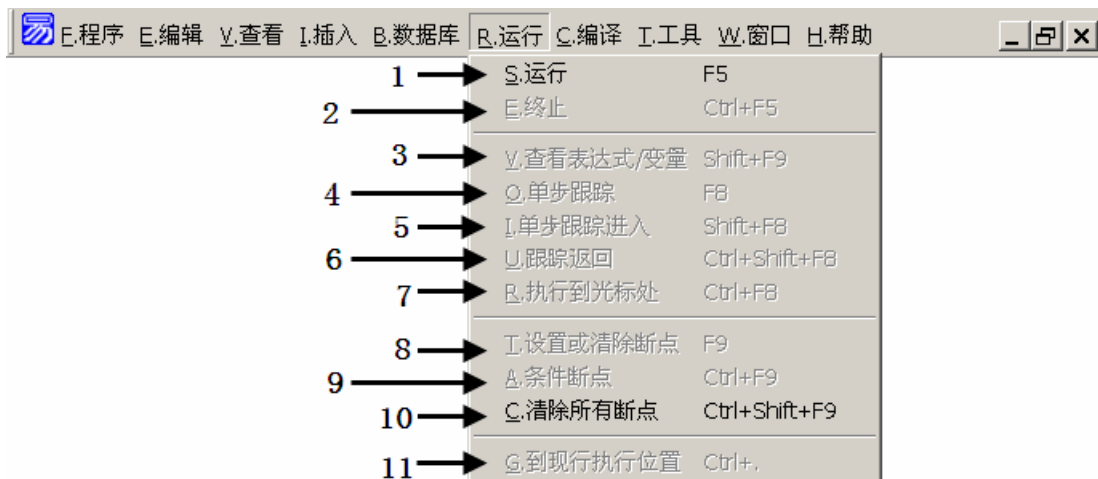 易 F.程序 E.编辑 V.查看 I.插入 B.数据库 R.运行 C.编译 T.工具 W.窗口 H.帮助
1 S.运行 F5
2 E.终止 Ctrl+F5
3 V.查看表达式/变量 Shift+F9
4 O.单步跟踪 F8
5 I.单步跟踪进入 Shift+F8
6 U.跟踪返回 Ctrl+Shift+F8
7 R.执行到光标处 Ctrl+F8
8 T.设置或清除断点 F9
9 A.条件断点 Ctrl+F9
10 C.清除所有断点 Ctrl+Shift+F9
11 G.到现行执行位置 Ctrl+.